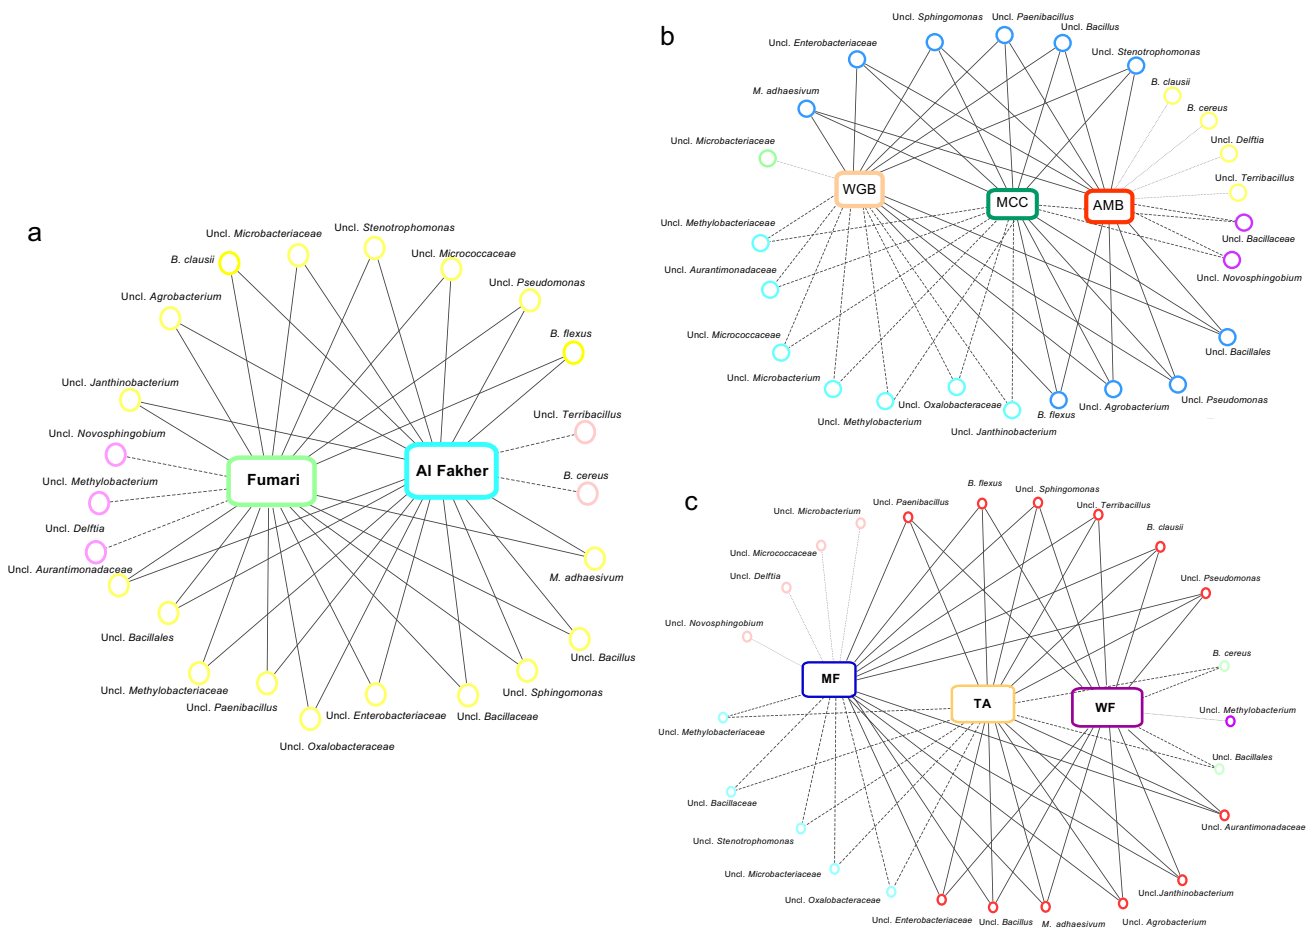 a
Uncl. Stenotrophomonas
Uncl. Microbacteriaceae
Uncl. Micrococcaceae
B. clausii
Uncl. Pseudomonas
Uncl. Agrobacterium
B. flexus
Uncl. Janthinobacterium
Uncl. Terribacillus
Uncl. Novosphingobium
Fumari
Al Fakher
B. cereus
Uncl. Methylobacterium
Uncl. Delftia
Uncl. Aurantimonadaceae
M. adhaesivum
Uncl. Bacillales
Uncl. Bacillus
Uncl. Methylobacteriaceae
Uncl. Sphingomonas
Uncl. Paenibacillus
Uncl. Enterobacteriaceae
Uncl. Bacillaceae
Uncl. Oxalobacteraceae
b
Uncl. Sphingomonas
Uncl. Paenibacillus
Uncl. Bacillus
Uncl. Enterobacteriaceae
Uncl. Stenotrophomonas
B. clausii
M. adhaesivum
B. cereus
Uncl. Microbacteriaceae
Uncl. Delftia
Uncl. Terribacillus
WGB
MCC
AMB
Uncl. Methylobacteriaceae
Uncl. Bacillaceae
Uncl. Aurantimonadaceae
Uncl. Novosphingobium
Uncl. Micrococcaceae
Uncl. Bacillales
Uncl. Microbacterium
Uncl. Oxalobacteraceae
Uncl. Pseudomonas
Uncl. Methylobacterium
B. flexus
Uncl. Agrobacterium
Uncl. Janthinobacterium
c
B. flexus
Uncl. Sphingomonas
Uncl. Paenibacillus
Uncl. Terribacillus
Uncl. Microbacterium
B. clausii
Uncl. Micrococcaceae
Uncl. Delftia
Uncl. Pseudomonas
Uncl. Novosphingobium
B. cereus
MF
TA
WF
Uncl. Methylobacterium
Uncl. Methylobacteriaceae
Uncl. Bacillales
Uncl. Bacillaceae
Uncl. Aurantimonadaceae
Uncl. Stenotrophomonas
Uncl. Microbacteriaceae
Uncl.Janthinobacterium
Uncl. Oxalobacteraceae
Uncl. Enterobacteriaceae
Uncl. Bacillus
M. adhaesivum
Uncl. Agrobacterium